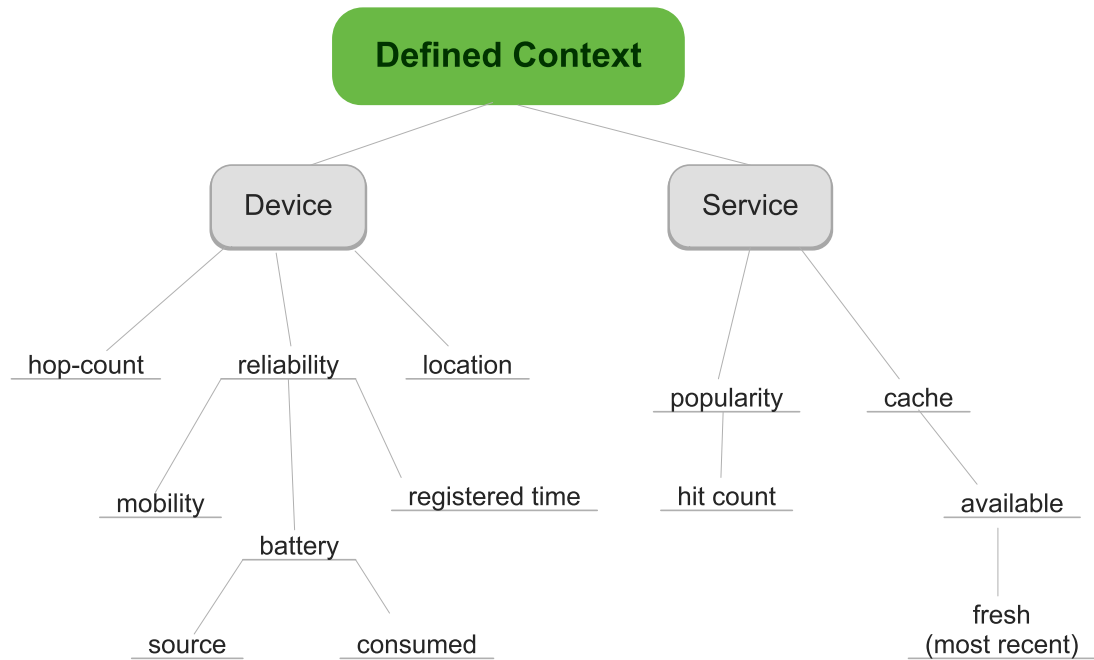 Defined Context
Device
Service
hop-count
reliability
location
popularity
cache
mobility
registered time
hit count
available
battery
source
consumed
fresh
(most recent)